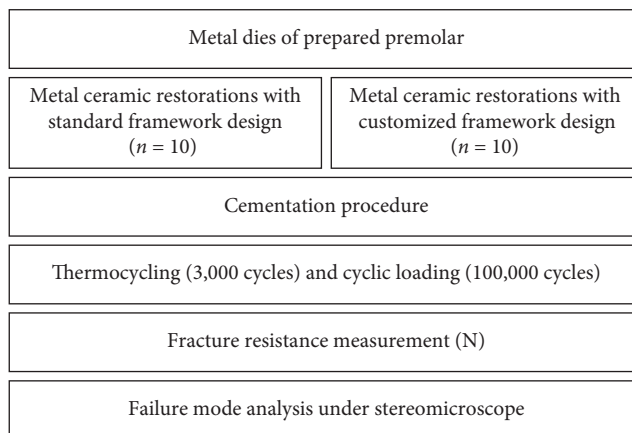 Metal dies of prepared premolar
Metal ceramic restorations with
standard framework design
(n = 10)
Metal ceramic restorations with
customized framework design
(n = 10)
Cementation procedure
Thermocycling (3,000 cycles) and cyclic loading (100,000 cycles)
Fracture resistance measurement (N)
Failure mode analysis under stereomicroscope